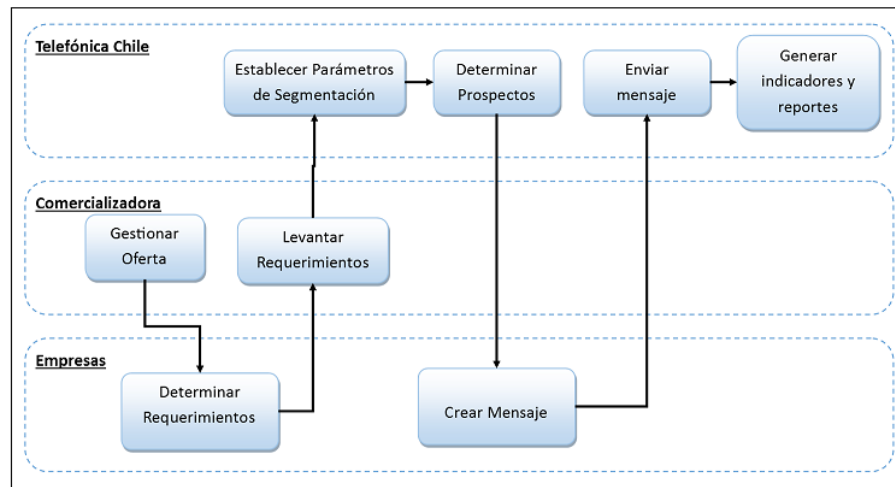 Telefónica Chile
Establecer Parámetros
de Segmentación
Determinar
Prospectos
Enviar
mensaje
Generar
indicadores y
reportes
Comercializadora
Gestionar
Oferta
Levantar
Requerimientos
Empresas
Determinar
Requerimientos
Crear Mensaje